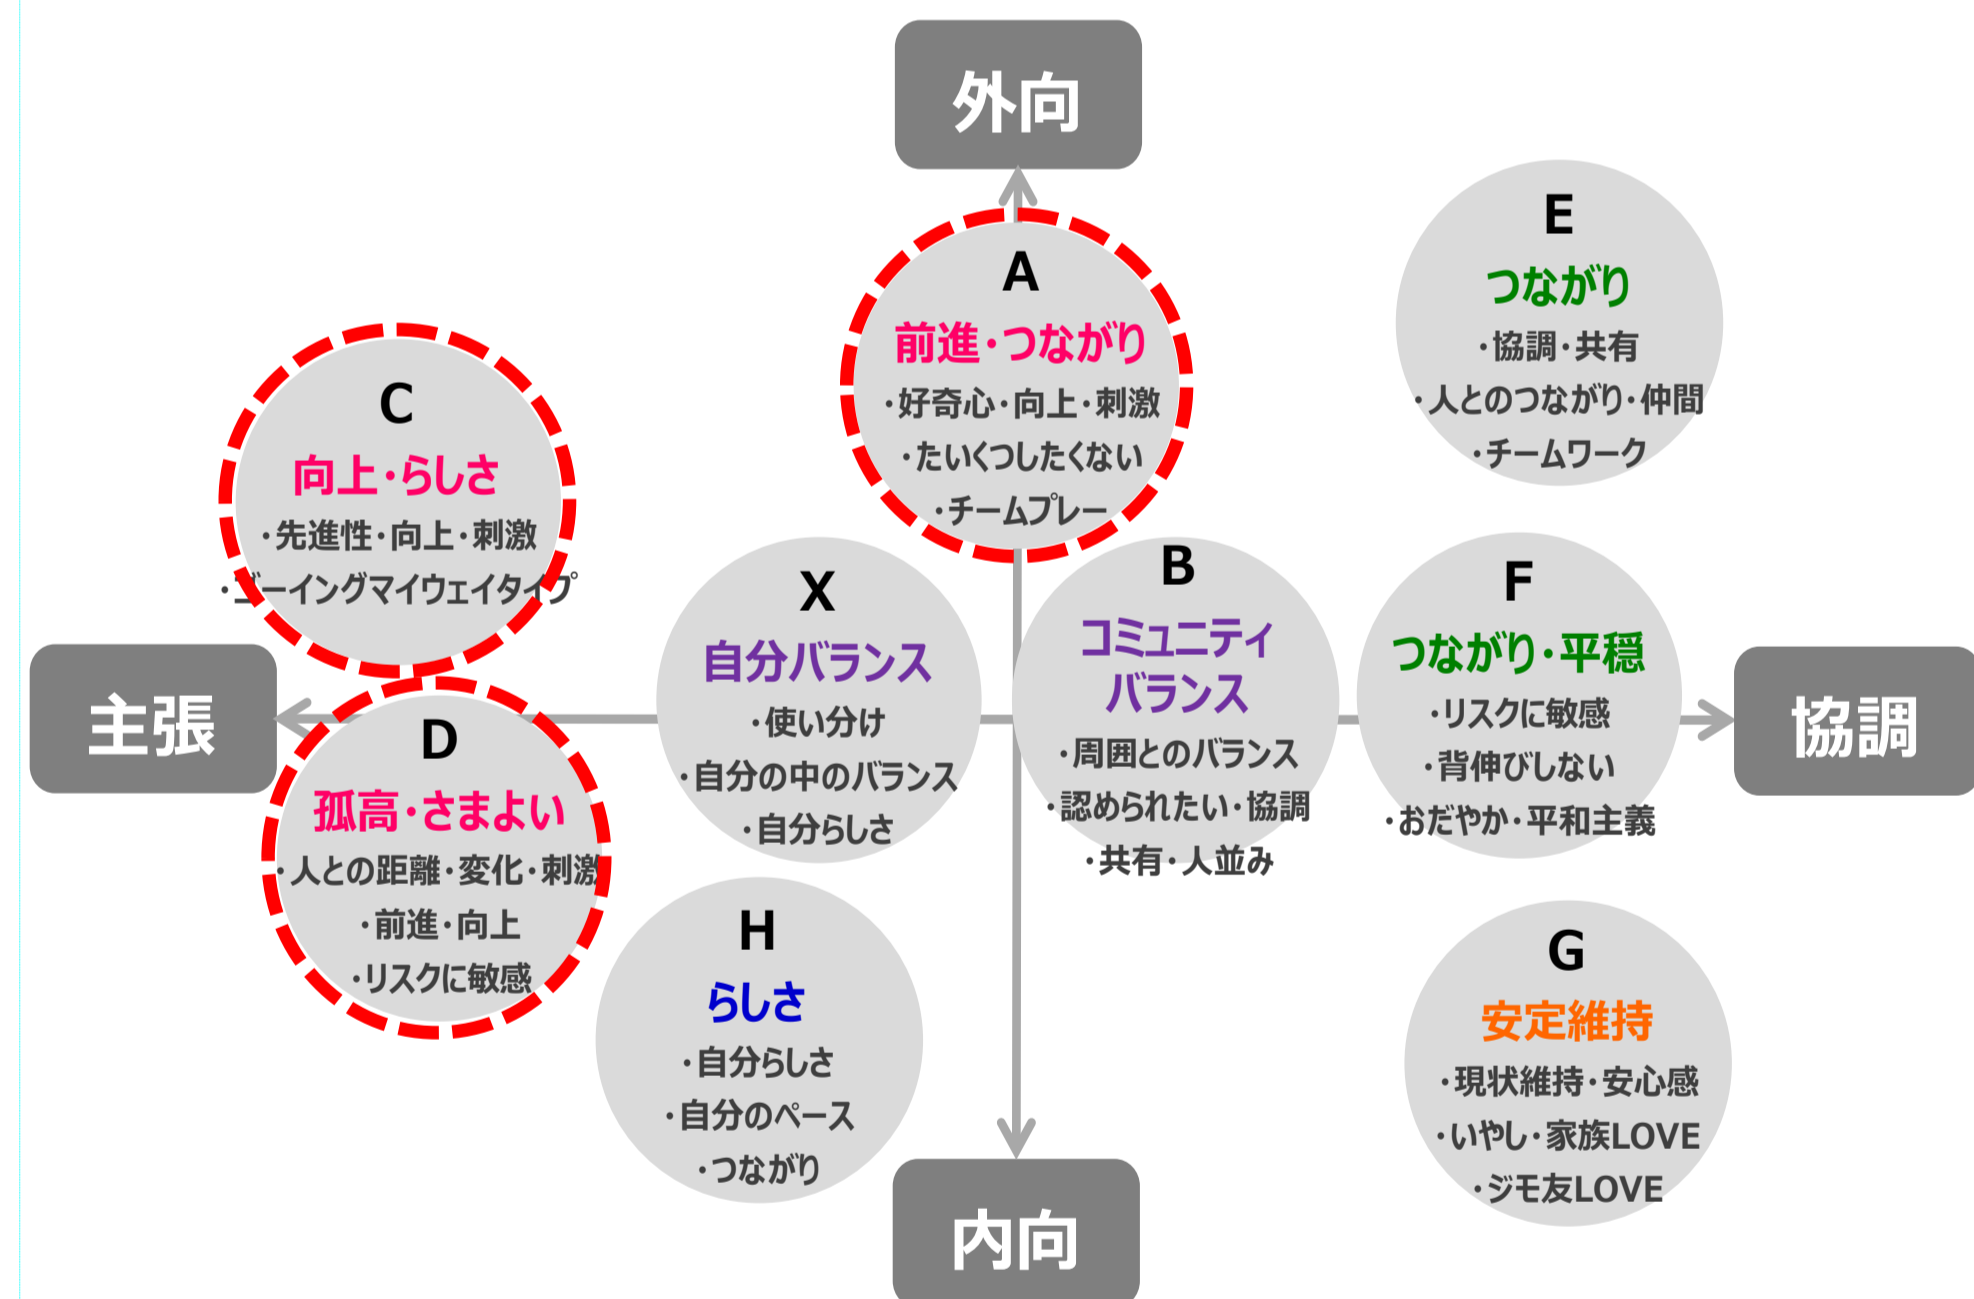 外向
E
つながり
・協調・共有
・人とのつながり・仲間
・チームワーク
A
前進・つながり
・好奇心・向上・刺激
・たいくつしたくない
・チームプレー
C
向上・らしさ
・先進性・向上・刺激
・ゴーイングマイウェイタイプ
X
自分バランス
・使い分け
・自分の中のバランス
・自分らしさ
B
コミュニティ
バランス
・周囲とのバランス
・認められたい・協調
・共有・人並み
F
つながり・平穏
・リスクに敏感
・背伸びしない
・おだやか・平和主義
主張
協調
D
孤高・さまよい
・人との距離・変化・刺激
・前進・向上
・リスクに敏感
H
らしさ
・自分らしさ
・自分のペース
・つながり
G
安定維持
・現状維持・安心感
・いやし・家族LOVE
・ジモ友LOVE
内向